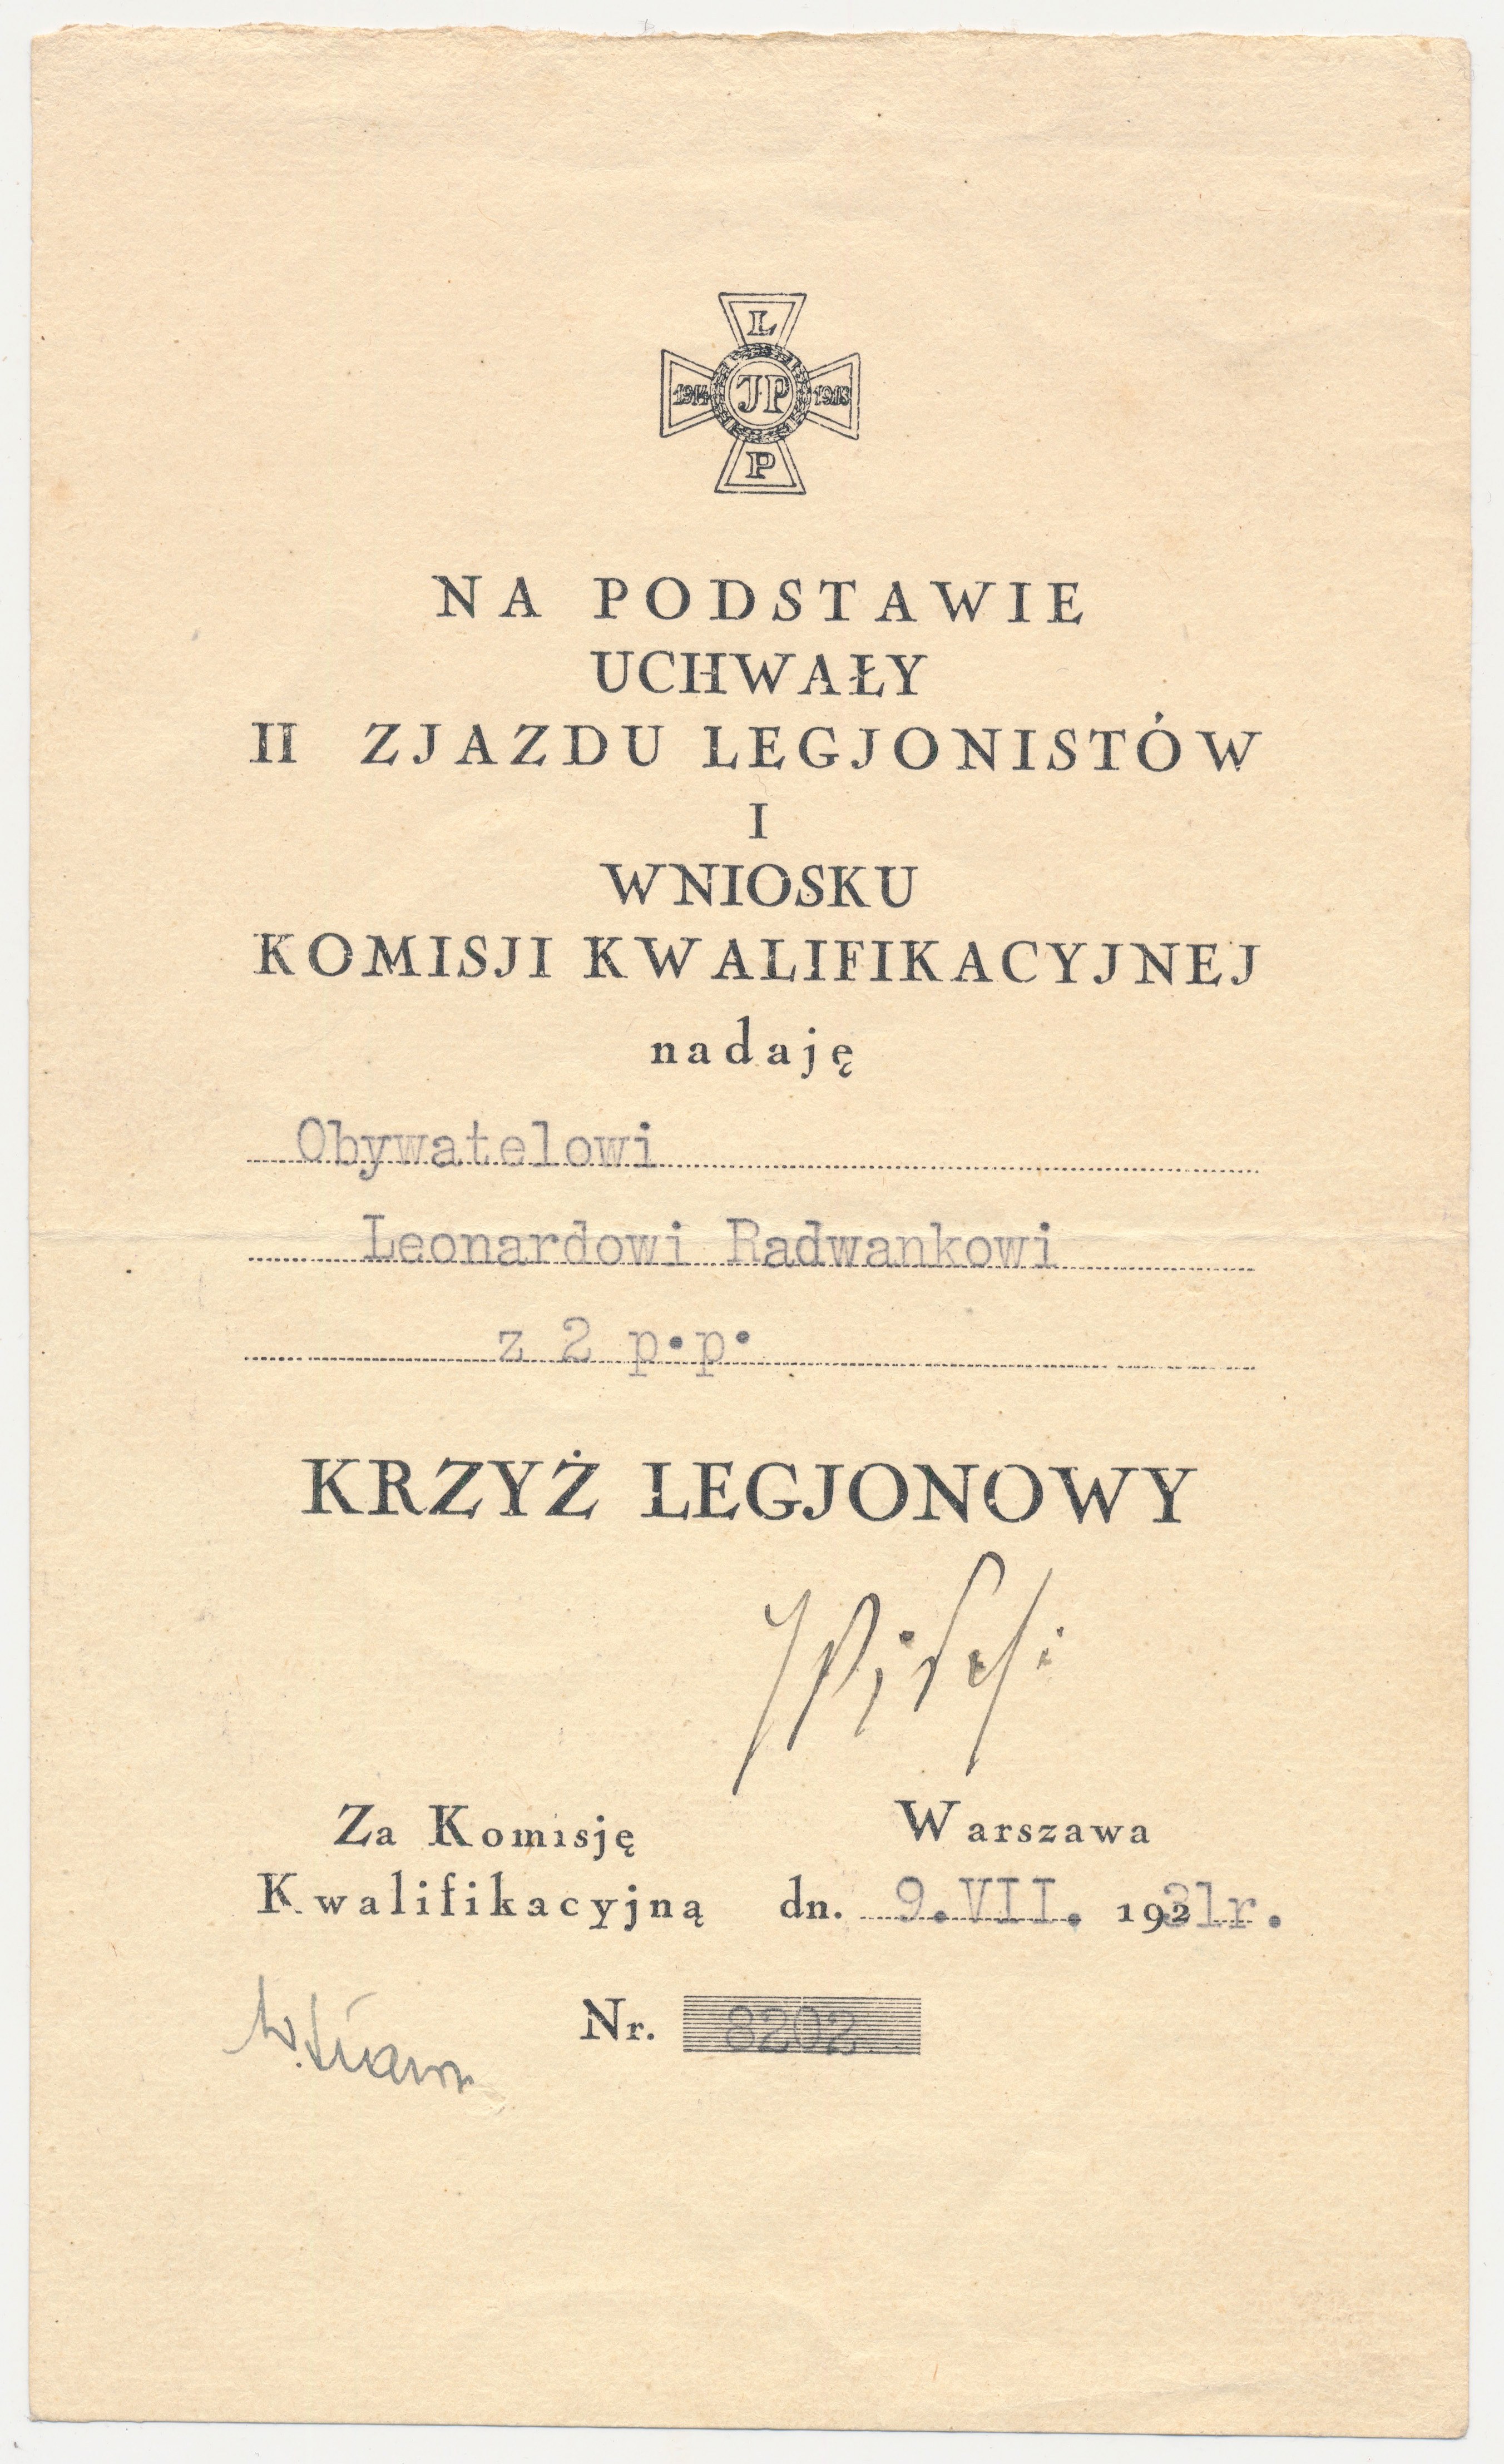 L
1914 JP 1918
P
NA PODSTAWIE
UCHWAŁY
II ZJAZDU LEGJONISTÓW
I
WNIOSKU
KOMISJI KWALIFIKACYJNEJ
nadaję
Obywatelowi
Leonardowi Radwankowi
z 2 p.p.
KRZYŻ LEGJONOWY
Za Komisję
Kwalifikacyjną
Warszawa
dn. 9.VII. 1931r.
Nr. 8202